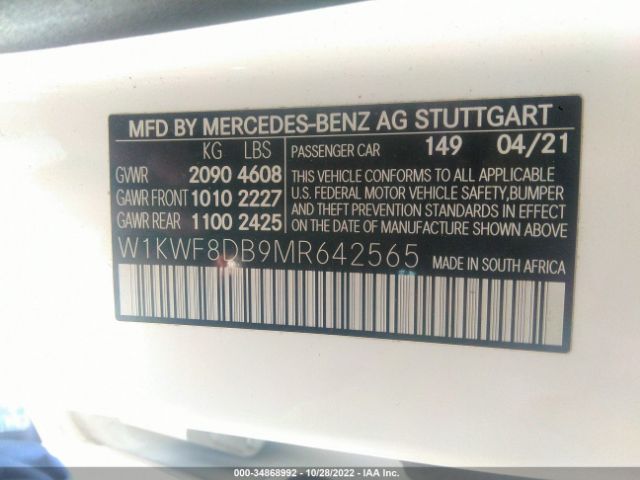 MFD BY MERCEDES-BENZ AG STUTTGART
KG LBS
GVWR 2090 4608
GAWR FRONT 1010 2227
GAWR REAR 1100 2425
PASSENGER CAR 149 04/21
THIS VEHICLE CONFORMS TO ALL APPLICABLE
U.S. FEDERAL MOTOR VEHICLE SAFETY, BUMPER
AND THEFT PREVENTION STANDARDS IN EFFECT
ON THE DATE OF MANUFACTURE SHOWN ABOVE
W1KWF8DB9MR642565 MADE IN SOUTH AFRICA
000-34868992 - 10/28/2022 - IAA Inc.